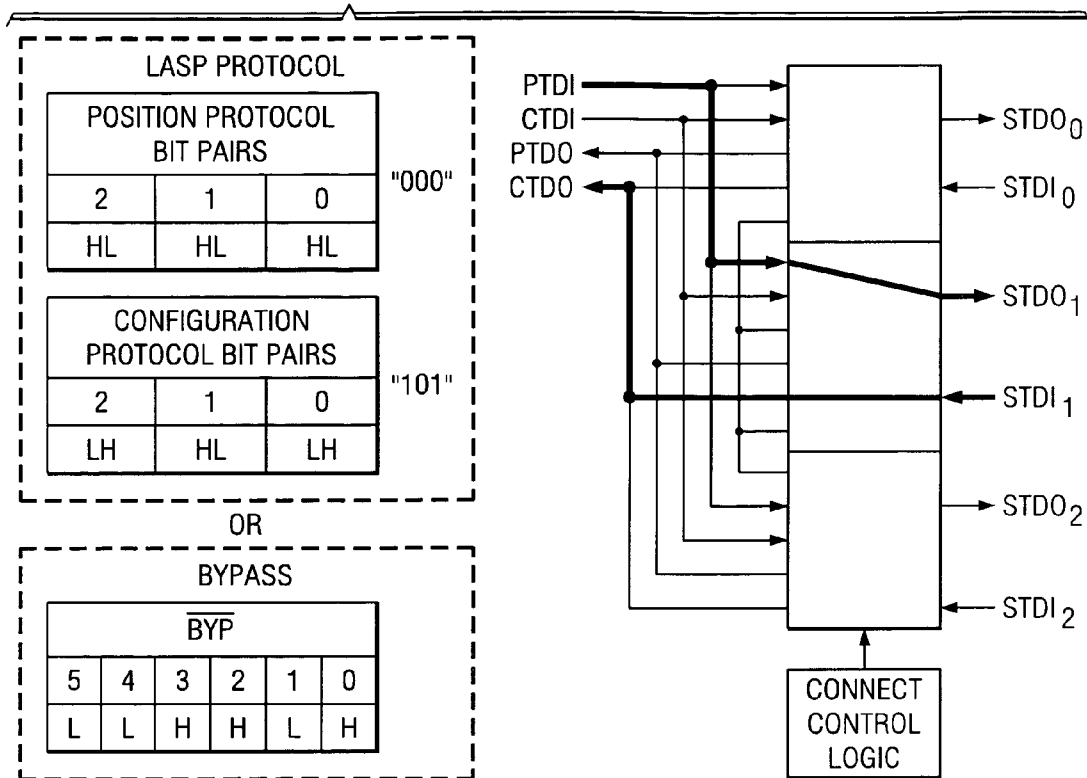 LASP PROTOCOL
POSITION PROTOCOL
BIT PAIRS
2 1 0
HL HL HL
"000"
CONFIGURATION
PROTOCOL BIT PAIRS
2 1 0
LH HL LH
"101"
OR
BYPASS
BYP
5 4 3 2 1 0
L L H H L H
PTDI
CTDI
PTDO
CTDO
STDO0
STDI0
STDO1
STDI1
STDO2
STDI2
CONNECT
CONTROL
LOGIC